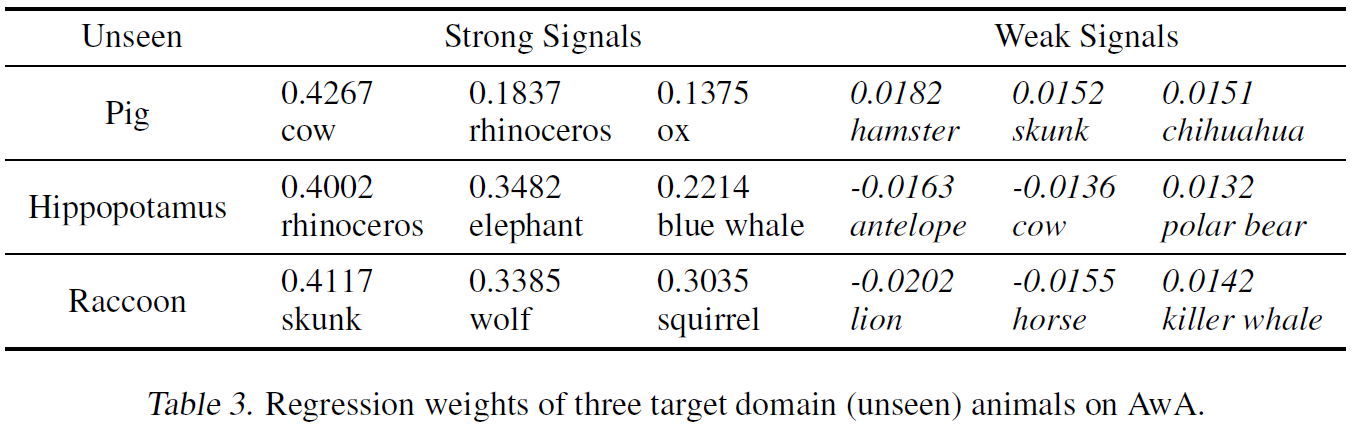 Unseen Strong Signals Weak Signals
Pig 0.4267 0.1837 0.1375 0.0182 0.0152 0.0151
cow rhinoceros ox hamster skunk chihuahua
Hippopotamus 0.4002 0.3482 0.2214 -0.0163 -0.0136 0.0132
rhinoceros elephant blue whale antelope cow polar bear
Raccoon 0.4117 0.3385 0.3035 -0.0202 -0.0155 0.0142
skunk wolf squirrel lion horse killer whale
Table 3. Regression weights of three target domain (unseen) animals on AwA.